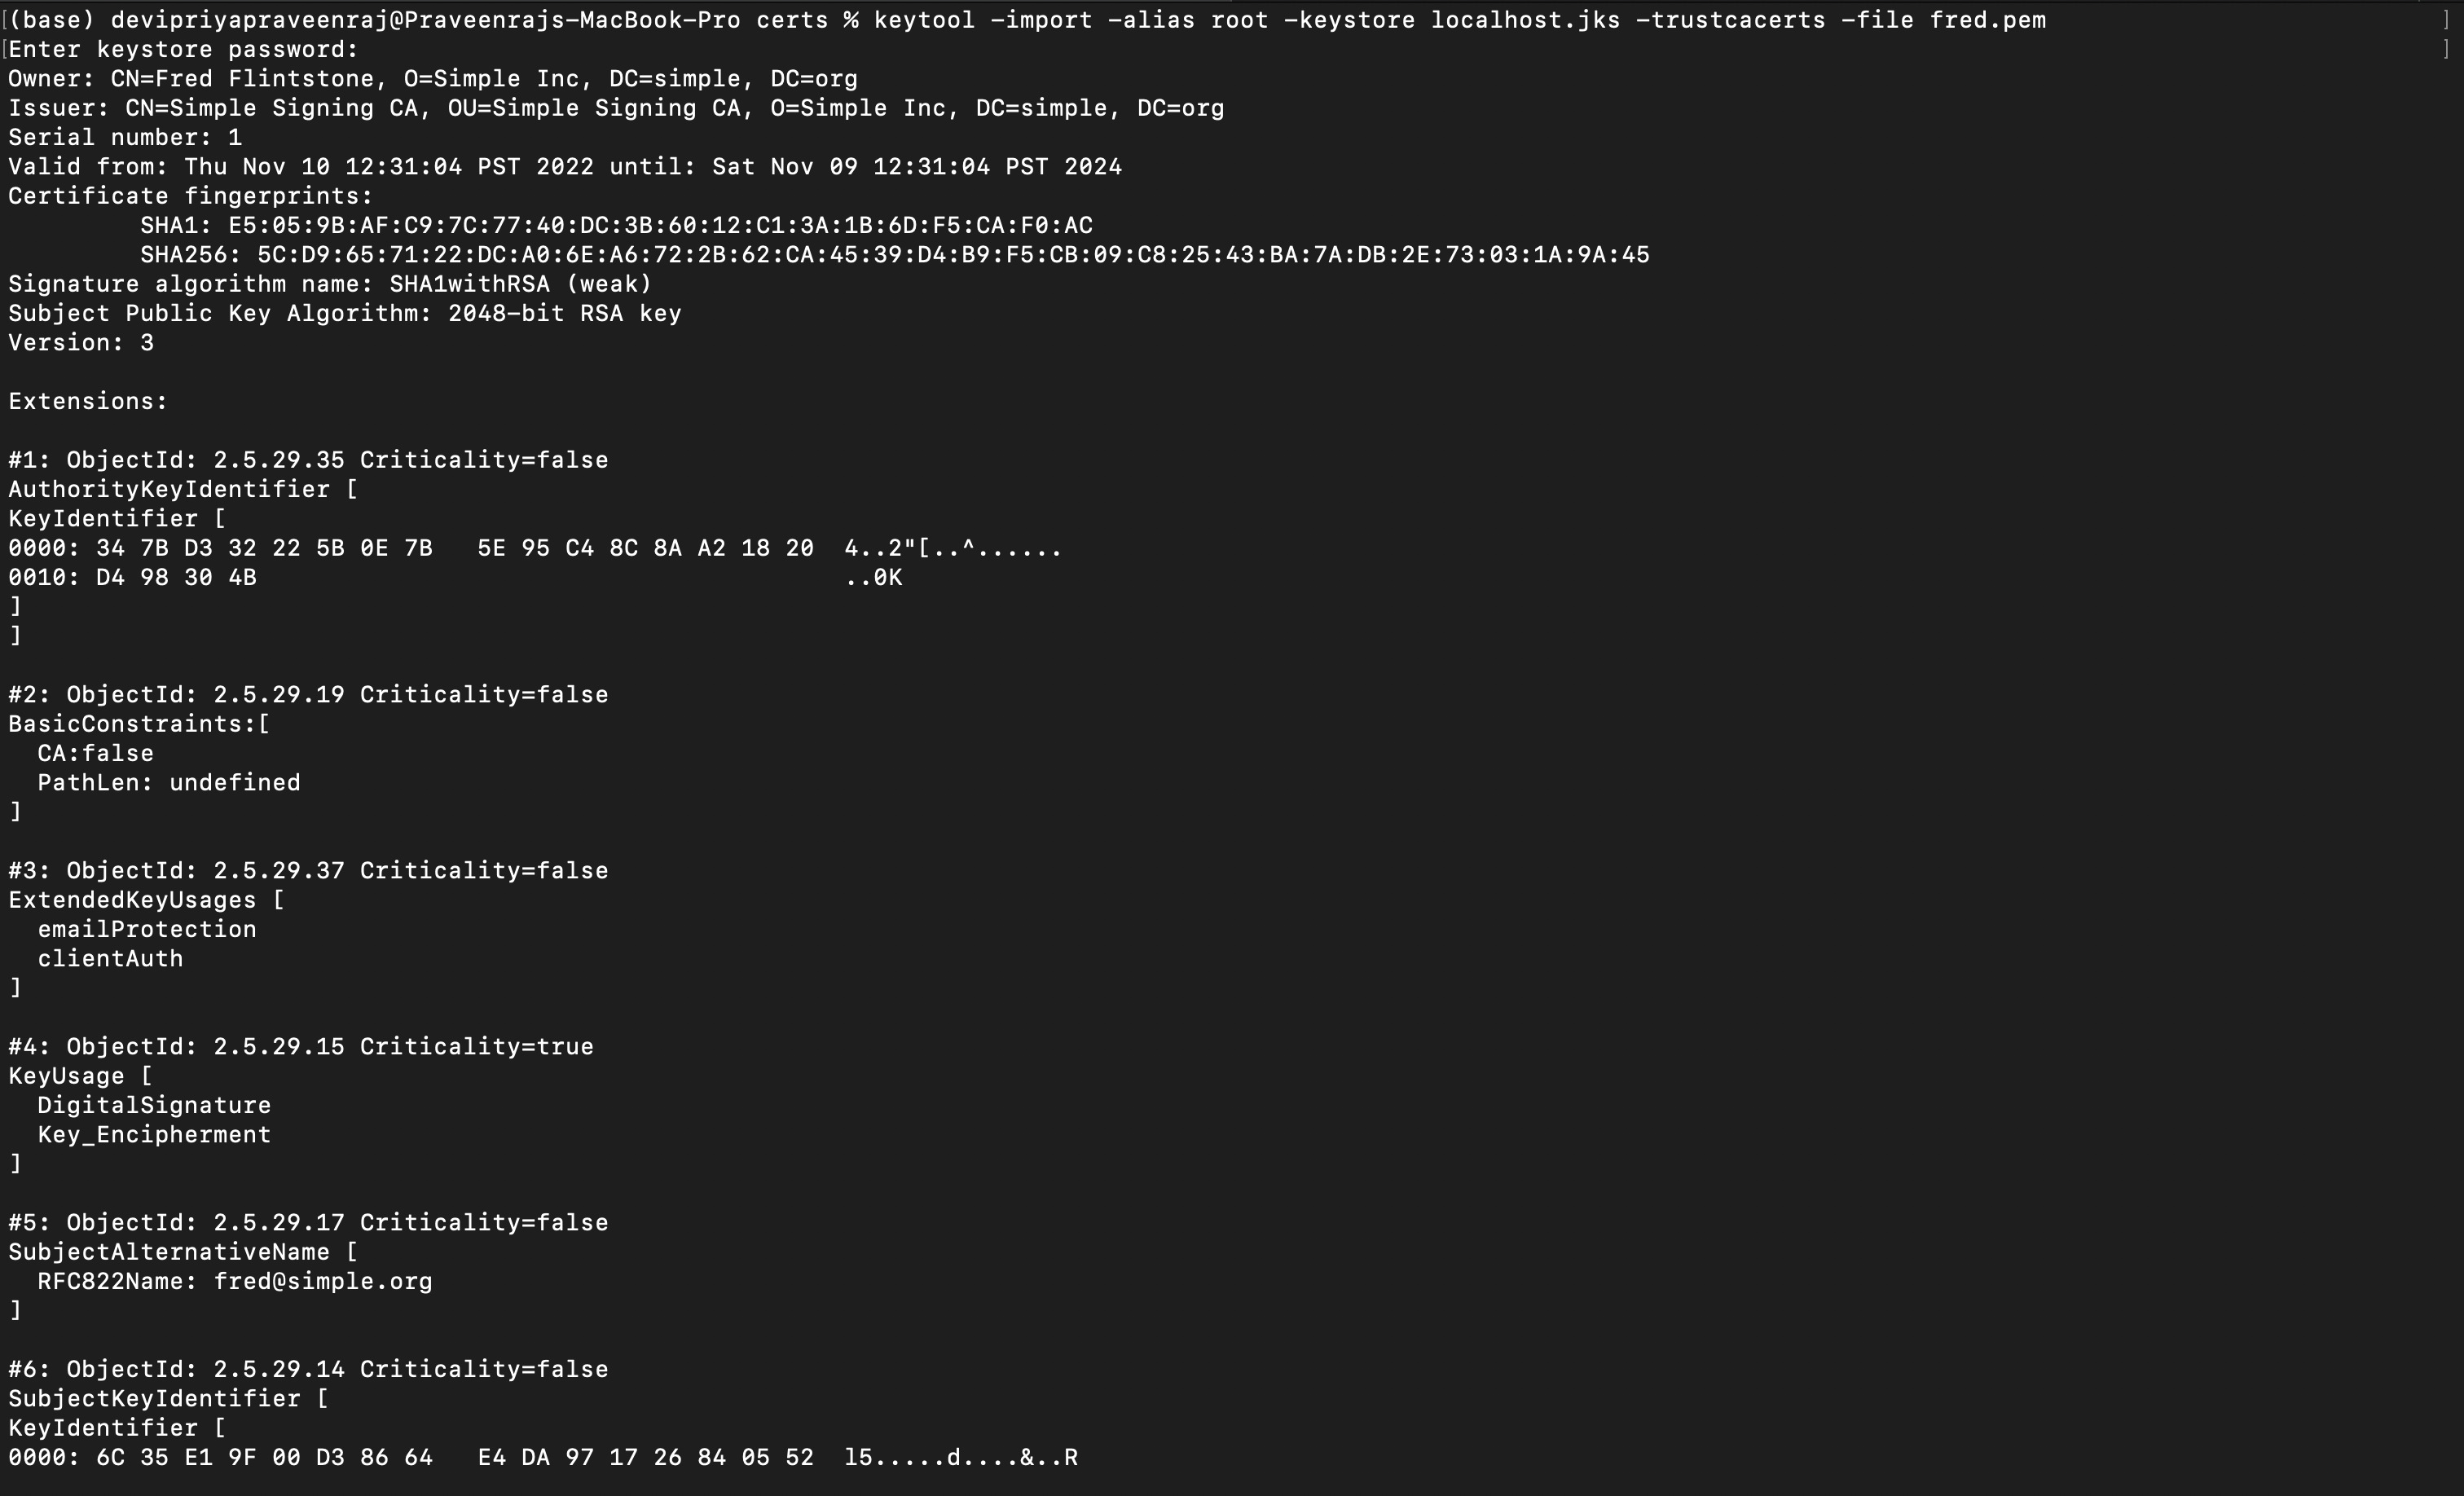 [(base) devipriyapraveenraj@Praveenrajs-MacBook-Pro certs % keytool -import -alias root -keystore localhost.jks -trustcacerts -file fred.pem ]
[Enter keystore password: ]
Owner: CN=Fred Flintstone, O=Simple Inc, DC=simple, DC=org
Issuer: CN=Simple Signing CA, OU=Simple Signing CA, O=Simple Inc, DC=simple, DC=org
Serial number: 1
Valid from: Thu Nov 10 12:31:04 PST 2022 until: Sat Nov 09 12:31:04 PST 2024
Certificate fingerprints:
SHA1: E5:05:9B:AF:C9:7C:77:40:DC:3B:60:12:C1:3A:1B:6D:F5:CA:F0:AC
SHA256: 5C:D9:65:71:22:DC:A0:6E:A6:72:2B:62:CA:45:39:D4:B9:F5:CB:09:C8:25:43:BA:7A:DB:2E:73:03:1A:9A:45
Signature algorithm name: SHA1withRSA (weak)
Subject Public Key Algorithm: 2048-bit RSA key
Version: 3
Extensions:
#1: ObjectId: 2.5.29.35 Criticality=false
AuthorityKeyIdentifier [
KeyIdentifier [
0000: 34 7B D3 32 22 5B 0E 7B   5E 95 C4 8C 8A A2 18 20  4..2"[..^......
0010: D4 98 30 4B                                        ..0K
]
]
#2: ObjectId: 2.5.29.19 Criticality=false
BasicConstraints:[
CA:false
PathLen: undefined
]
#3: ObjectId: 2.5.29.37 Criticality=false
ExtendedKeyUsages [
emailProtection
clientAuth
]
#4: ObjectId: 2.5.29.15 Criticality=true
KeyUsage [
DigitalSignature
Key_Encipherment
]
#5: ObjectId: 2.5.29.17 Criticality=false
SubjectAlternativeName [
RFC822Name: fred@simple.org
]
#6: ObjectId: 2.5.29.14 Criticality=false
SubjectKeyIdentifier [
KeyIdentifier [
0000: 6C 35 E1 9F 00 D3 86 64   E4 DA 97 17 26 84 05 52  l5.....d....&..R